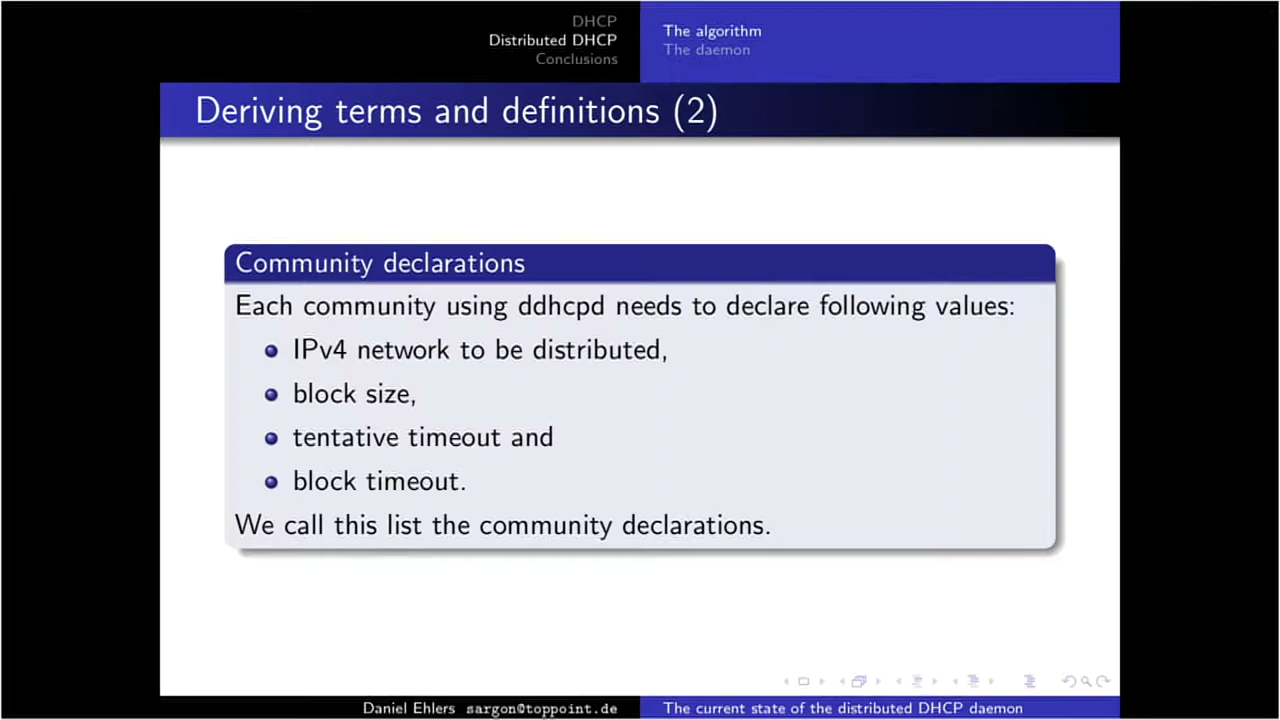 DHCP
Distributed DHCP
Conclusions
The algorithm
The daemon
Deriving terms and definitions (2)
Community declarations
Each community using ddhcpd needs to declare following values:
IPv4 network to be distributed,
block size,
tentative timeout and
block timeout.
We call this list the community declarations.
Daniel Ehlers sargon@toppoint.de
The current state of the distributed DHCP daemon